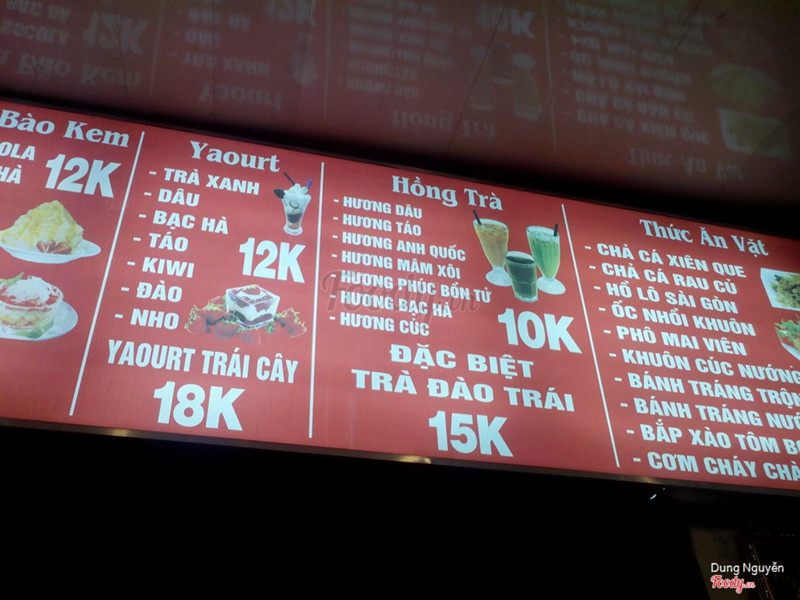 Bào Kem
OLA
HÀ
12K
Yaourt
- TRÀ XANH
- DÂU
- BẠC HÀ
- TÁO
- KIWI
- ĐÀO
- NHO
12K
YAOURT TRÁI CÂY
18K
Hồng Trà
- HƯƠNG DÂU
- HƯƠNG TÁO
- HƯƠNG ANH QUỐC
- HƯƠNG MÂM XÔI
- HƯƠNG PHÚC BỒN TỬ
- HƯƠNG BẠC HÀ
- HƯƠNG CÚC
10K
ĐẶC BIỆT
TRÀ ĐÀO TRÁI
15K
Thức Ăn Vặt
- CHẢ CÁ XIÊN QUE
- CHẢ CÁ RAU CỦ
- HỒ LÔ SÀI GÒN
- ỐC NHỒI KHUÔN
- PHÔ MAI VIÊN
- KHUÔN CÚC NƯỚNG
- BÁNH TRÁNG TRỘN
- BÁNH TRÁNG NƯỚ
- BẮP XÀO TÔM BƠ
- CƠM CHÁY CHÀ
Foody.vn
Dung Nguyễn
Foody.vn